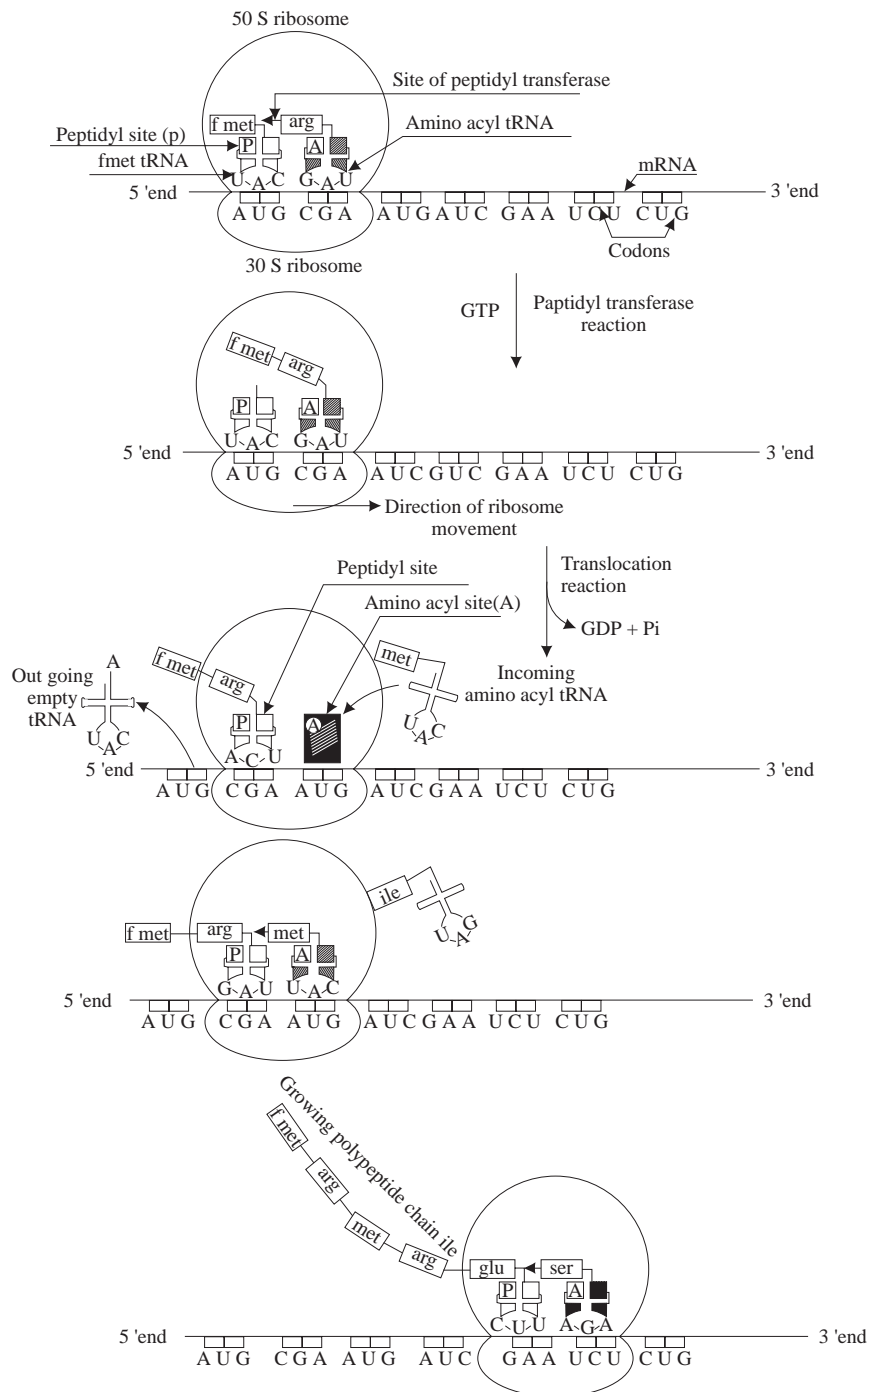 50 S ribosome
Site of peptidyl transferase
f met arg
Peptidyl site (p) P A Amino acyl tRNA
fmet tRNA
U A C G A U mRNA
5 'end 3 'end
A U G C G A A U G A U C G A A U C U C U G
Codons
30 S ribosome
GTP Paptidyl transferase
reaction
f met arg
P A
U A C G A U
5 'end 3 'end
A U G C G A A U C G U C G A A U C U C U G
Direction of ribosome
movement
Translocation
reaction
Peptidyl site
Amino acyl site(A)
GDP + Pi
met
Incoming
amino acyl tRNA
f met arg
A
Out going
empty
tRNA
P A
U A C
U A C
A C U
5 'end 3 'end
A U G C G A A U G A U C G A A U C U C U G
ile
f met arg met
P A
U A G
G A U U A C
5 'end 3 'end
A U G C G A A U G A U C G A A U C U C U G
Growing polypeptide chain ile
f met
arg
met
arg
glu ser
P A
C U U A G A
5 'end 3 'end
A U G C G A A U G A U C G A A U C U C U G